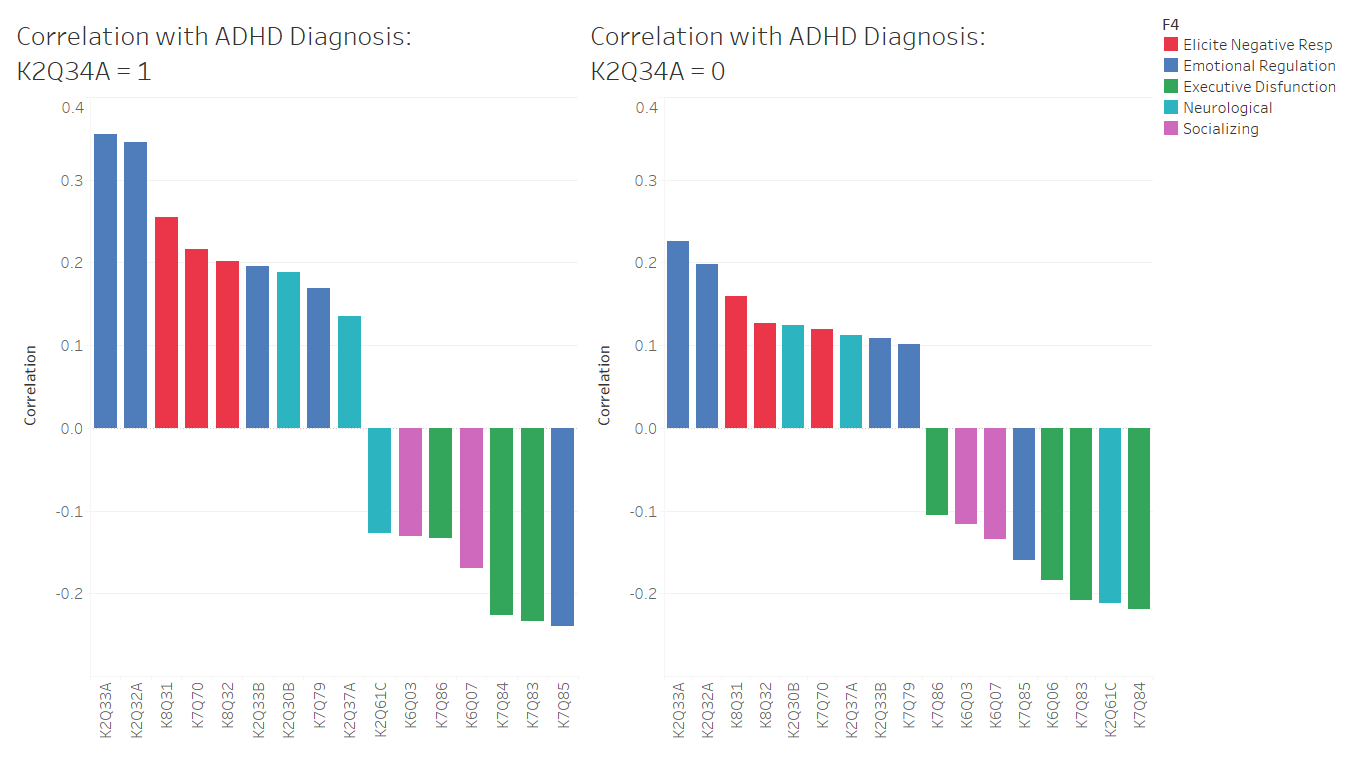 Correlation with ADHD Diagnosis:
K2Q34A = 1
0.4
0.3
0.2
0.1
0.0
-0.1
-0.2
Correlation
K2Q33A
K2Q32A
K8Q31
K7Q70
K8Q32
K2Q33B
K2Q30B
K7Q79
K2Q37A
K2Q61C
K6Q03
K7Q86
K6Q07
K7Q84
K7Q83
K7Q85
Correlation with ADHD Diagnosis:
K2Q34A = 0
0.4
0.3
0.2
0.1
0.0
-0.1
-0.2
Correlation
K2Q33A
K2Q32A
K8Q31
K8Q32
K2Q30B
K7Q70
K2Q37A
K2Q33B
K7Q79
K7Q86
K6Q03
K6Q07
K7Q85
K6Q06
K7Q83
K2Q61C
K7Q84
F4
Elicite Negative Resp
Emotional Regulation
Executive Disfunction
Neurological
Socializing